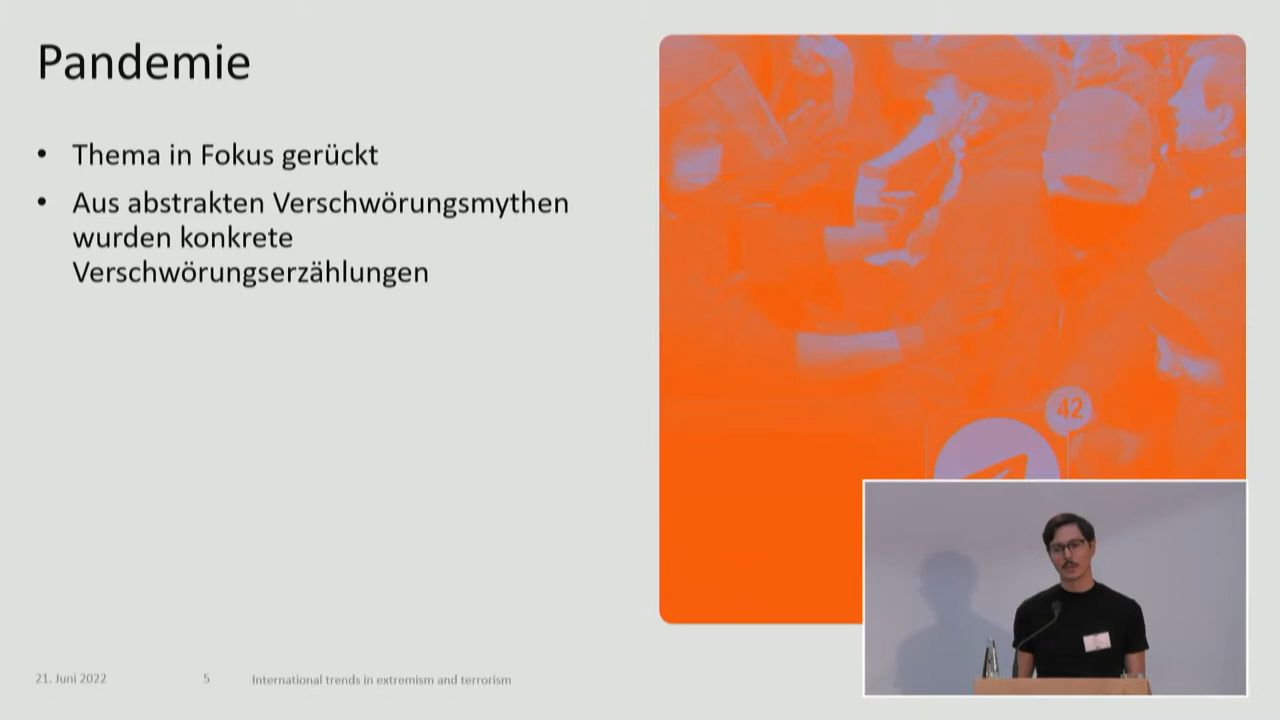 Pandemie
• Thema in Fokus gerückt
• Aus abstrakten Verschwörungsmythen
wurden konkrete
Verschwörungserzählungen
42
21. Juni 2022
5
International trends in extremism and terrorism